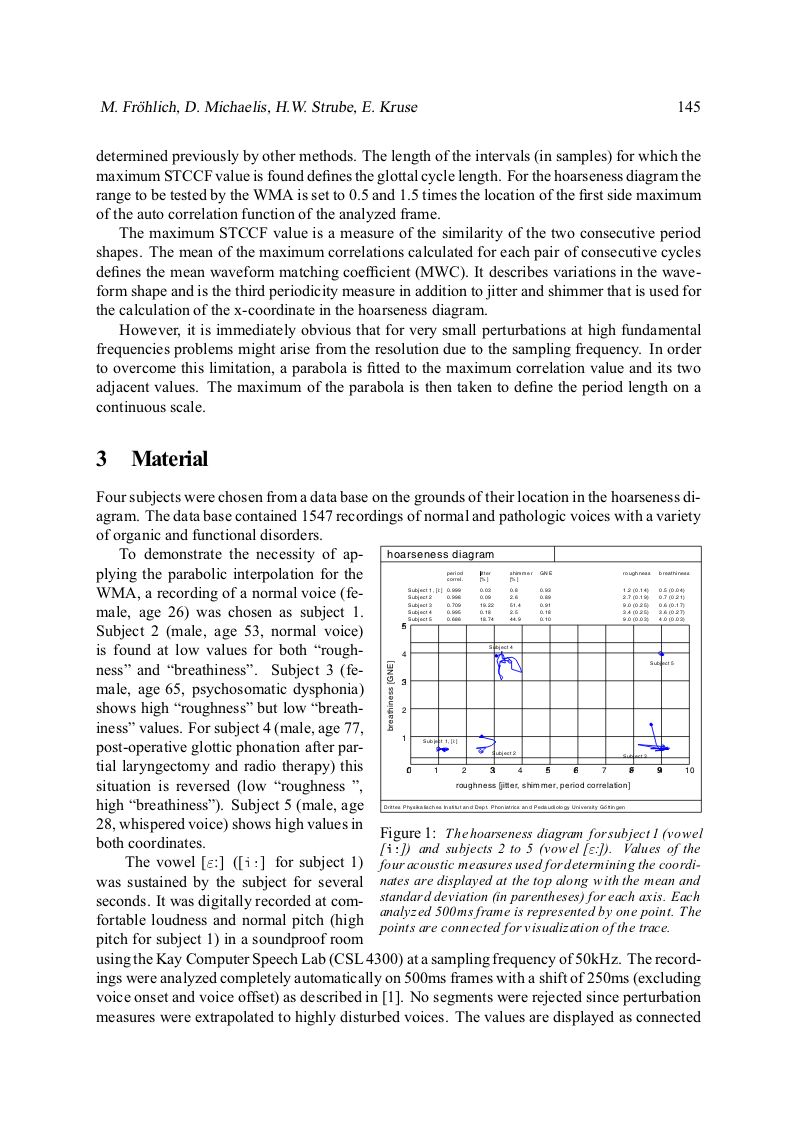 M. Fröhlich, D. Michaelis, H.W. Strube, E. Kruse 145
determined previously by other methods. The length of the intervals (in samples) for which the
maximum STCCF value is found defines the glottal cycle length. For the hoarseness diagram the
range to be tested by the WMA is set to 0.5 and 1.5 times the location of the first side maximum
of the auto correlation function of the analyzed frame.
The maximum STCCF value is a measure of the similarity of the two consecutive period
shapes. The mean of the maximum correlations calculated for each pair of consecutive cycles
defines the mean waveform matching coefficient (MWC). It describes variations in the wave-
form shape and is the third periodicity measure in addition to jitter and shimmer that is used for
the calculation of the x-coordinate in the hoarseness diagram.
However, it is immediately obvious that for very small perturbations at high fundamental
frequencies problems might arise from the resolution due to the sampling frequency. In order
to overcome this limitation, a parabola is fitted to the maximum correlation value and its two
adjacent values. The maximum of the parabola is then taken to define the period length on a
continuous scale.
3 Material
Four subjects were chosen from a data base on the grounds of their location in the hoarseness di-
agram. The data base contained 1547 recordings of normal and pathologic voices with a variety
of organic and functional disorders.
To demonstrate the necessity of ap-
plying the parabolic interpolation for the
WMA, a recording of a normal voice (fe-
male, age 26) was chosen as subject 1.
Subject 2 (male, age 53, normal voice)
is found at low values for both “rough-
ness” and “breathiness”. Subject 3 (fe-
male, age 65, psychosomatic dysphonia)
shows high “roughness” but low “breath-
iness” values. For subject 4 (male, age 77,
post-operative glottic phonation after par-
tial laryngectomy and radio therapy) this
situation is reversed (low “roughness ”,
high “breathiness”). Subject 5 (male, age
28, whispered voice) shows high values in
both coordinates.
The vowel [ɛː] ([iː] for subject 1)
was sustained by the subject for several
seconds. It was digitally recorded at com-
fortable loudness and normal pitch (high
pitch for subject 1) in a soundproof room
hoarseness diagram
period jitter shimmer GNE roughness breathiness
correl. [%] [%]
Subject 1, [i] 0.999 0.03 0.8 0.93 1.2 (0.14) 0.5 (0.04)
Subject 2 0.998 0.09 2.6 0.89 2.7 (0.19) 0.7 (0.21)
Subject 3 0.709 19.22 51.4 0.91 9.0 (0.25) 0.6 (0.17)
Subject 4 0.995 0.18 2.5 0.18 3.4 (0.25) 3.6 (0.27)
Subject 5 0.686 18.74 44.9 0.10 9.0 (0.03) 4.0 (0.03)
5
4
3
2
1
breathiness [GNE]
Subject 4
Subject 5
Subject 1, [i]
Subject 2
Subject 3
0 1 2 3 4 5 6 7 8 9 10
roughness [jitter, shimmer, period correlation]
Drittes Physikalisches Institut and Dept. Phoniatrics and Pedaudiology University Göttingen
Figure 1: The hoarseness diagram for subject 1 (vowel
[iː]) and subjects 2 to 5 (vowel [ɛː]). Values of the
four acoustic measures used for determining the coordi-
nates are displayed at the top along with the mean and
standard deviation (in parentheses) for each axis. Each
analyzed 500ms frame is represented by one point. The
points are connected for visualization of the trace.
using the Kay Computer Speech Lab (CSL 4300) at a sampling frequency of 50kHz. The record-
ings were analyzed completely automatically on 500ms frames with a shift of 250ms (excluding
voice onset and voice offset) as described in [1]. No segments were rejected since perturbation
measures were extrapolated to highly disturbed voices. The values are displayed as connected